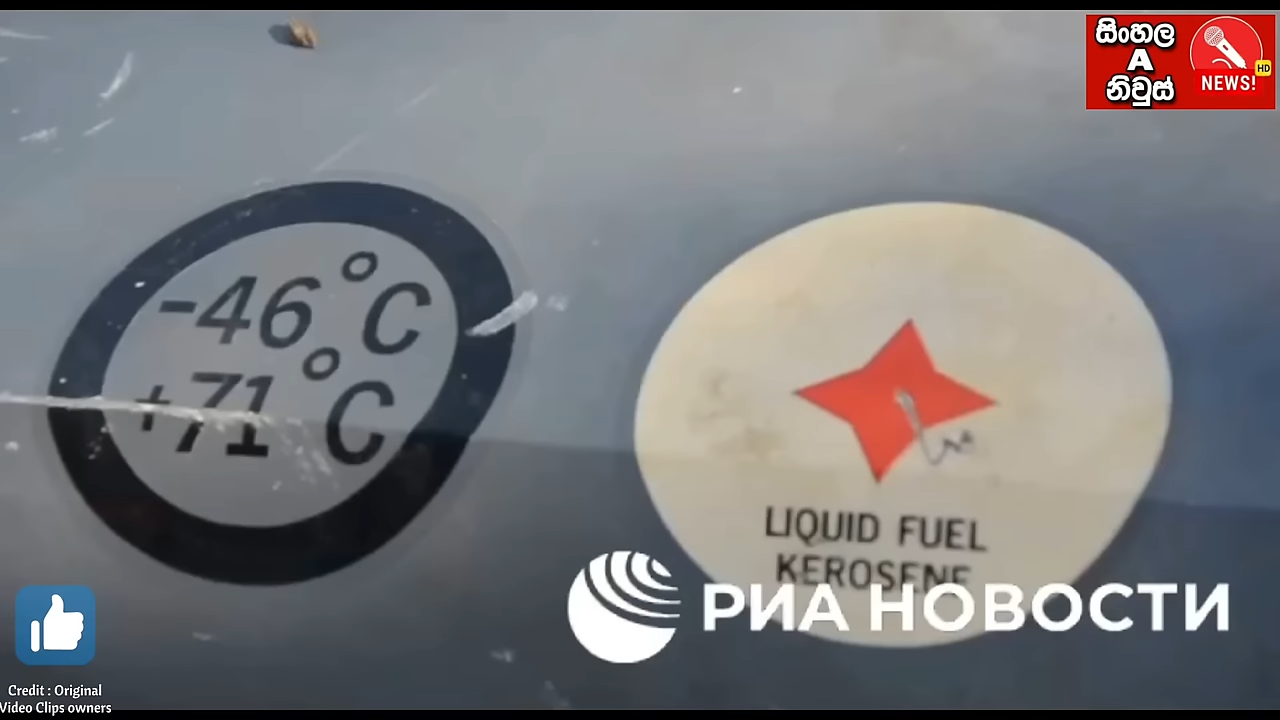 සිංහල
A
නිවුස්
NEWS!
HD
-46°C
+71°C
LIQUID FUEL
KEROSENE
РИА НОВОСТИ
Credit : Original
Video Clips owners